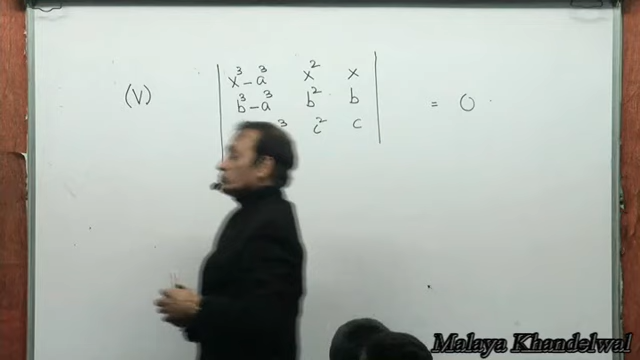 (V) | x³ - a³ x² x | = 0
b³ - a³ b² b
³ c² c
Malaya Khandelwal